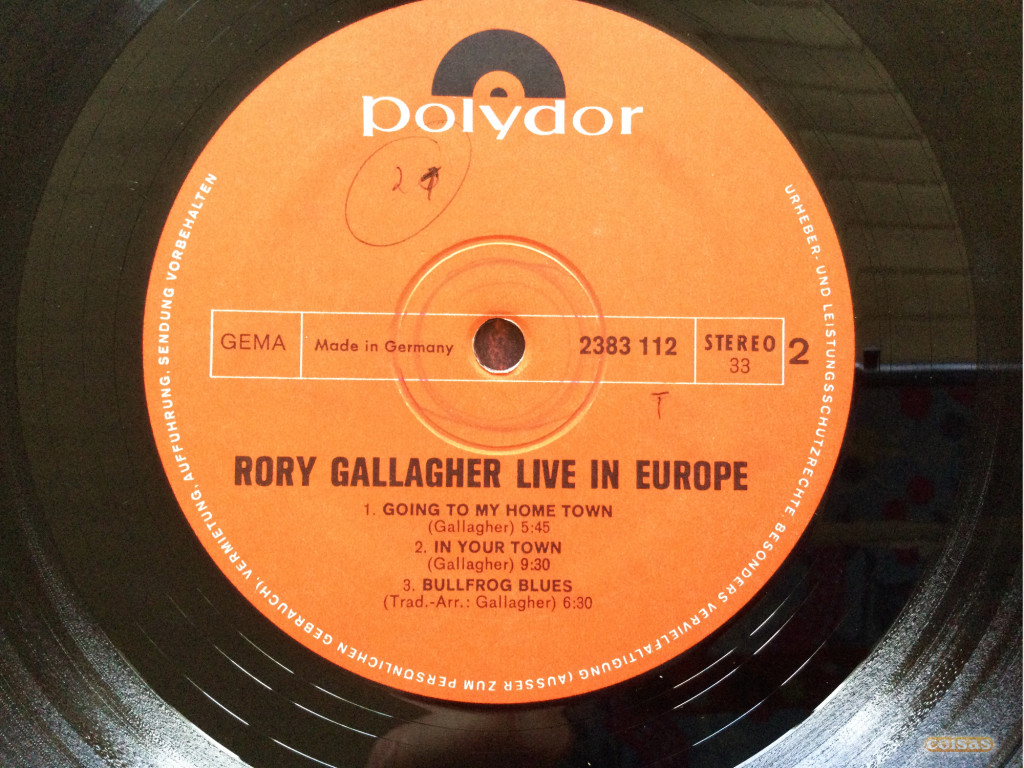 polydor
24
URHEBER- UND LEISTUNGSSCHUTZRECHTE, BESONDERS VERVIELFÄLTIGUNG (AUSSER ZUM PERSÖNLICHEN GEBRAUCH), VERMIETUNG, AUFFÜHRUNG, SENDUNG VORBEHALTEN
GEMA
Made in Germany
2383 112
STEREO
33
2
T
RORY GALLAGHER LIVE IN EUROPE
1. GOING TO MY HOME TOWN
(Gallagher) 5:45
2. IN YOUR TOWN
(Gallagher) 9:30
3. BULLFROG BLUES
(Trad.-Arr.: Gallagher) 6:30
coisas